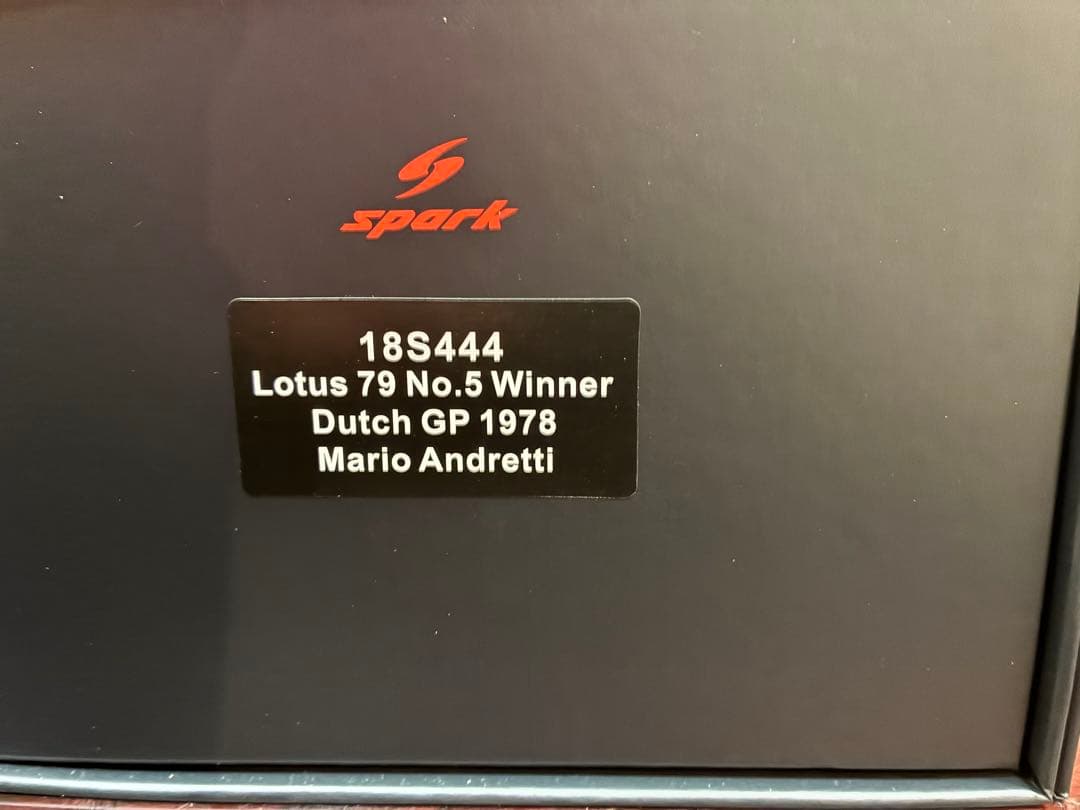 spark
18S444
Lotus 79 No.5 Winner
Dutch GP 1978
Mario Andretti